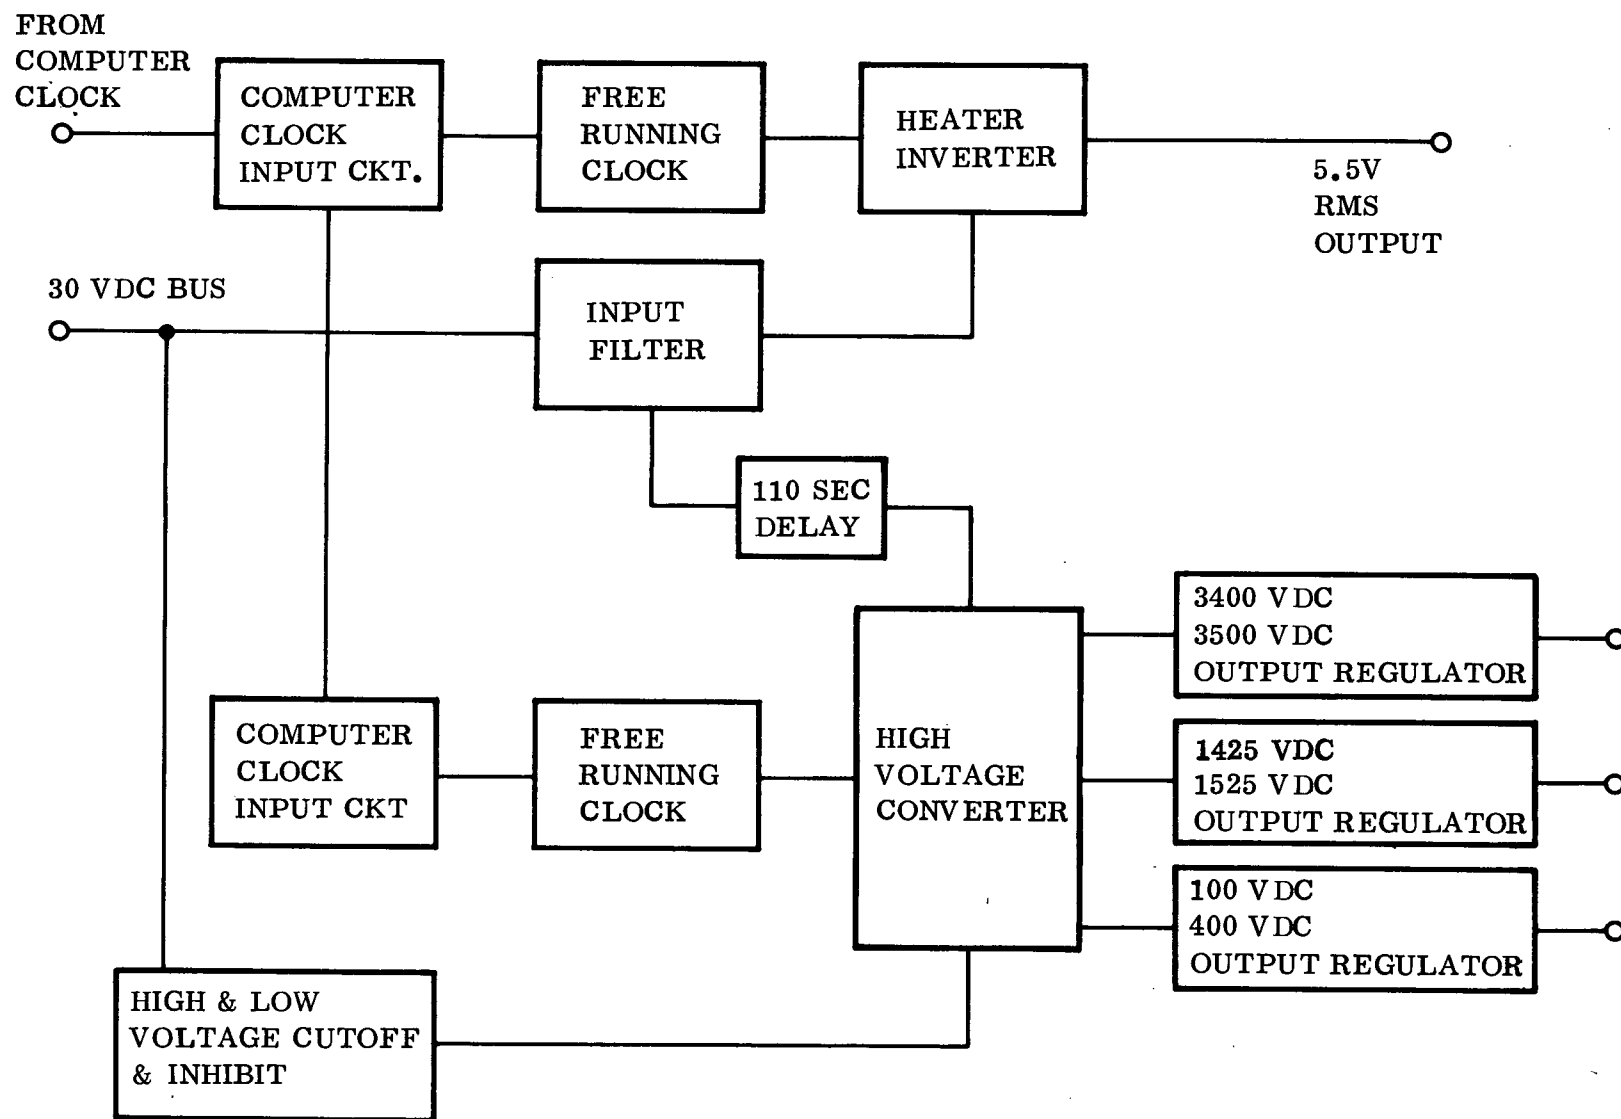 FROM
COMPUTER
CLOCK
COMPUTER
CLOCK
INPUT CKT.
FREE
RUNNING
CLOCK
HEATER
INVERTER
5.5V
RMS
OUTPUT
30 VDC BUS
INPUT
FILTER
110 SEC
DELAY
3400 VDC
3500 VDC
OUTPUT REGULATOR
COMPUTER
CLOCK
INPUT CKT
FREE
RUNNING
CLOCK
HIGH
VOLTAGE
CONVERTER
1425 VDC
1525 VDC
OUTPUT REGULATOR
100 VDC
400 VDC
OUTPUT REGULATOR
HIGH & LOW
VOLTAGE CUTOFF
& INHIBIT